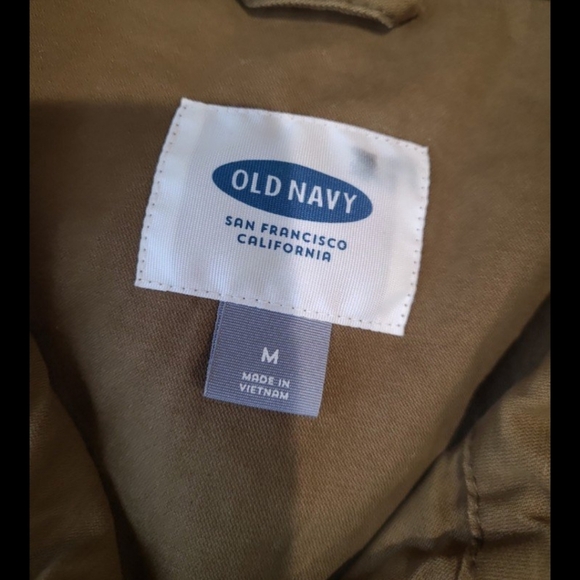 OLD NAVY
SAN FRANCISCO
CALIFORNIA
M
MADE IN
VIETNAM